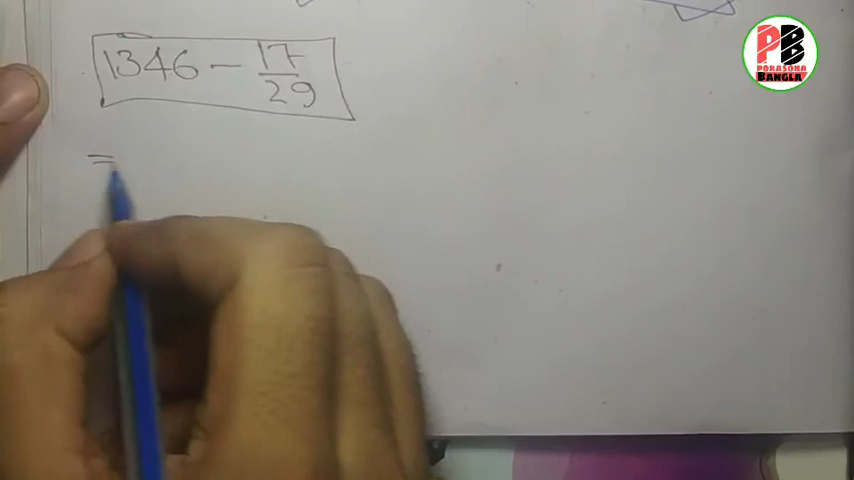 1346 - 17/29
=
PB
PORASONA
BANGLA